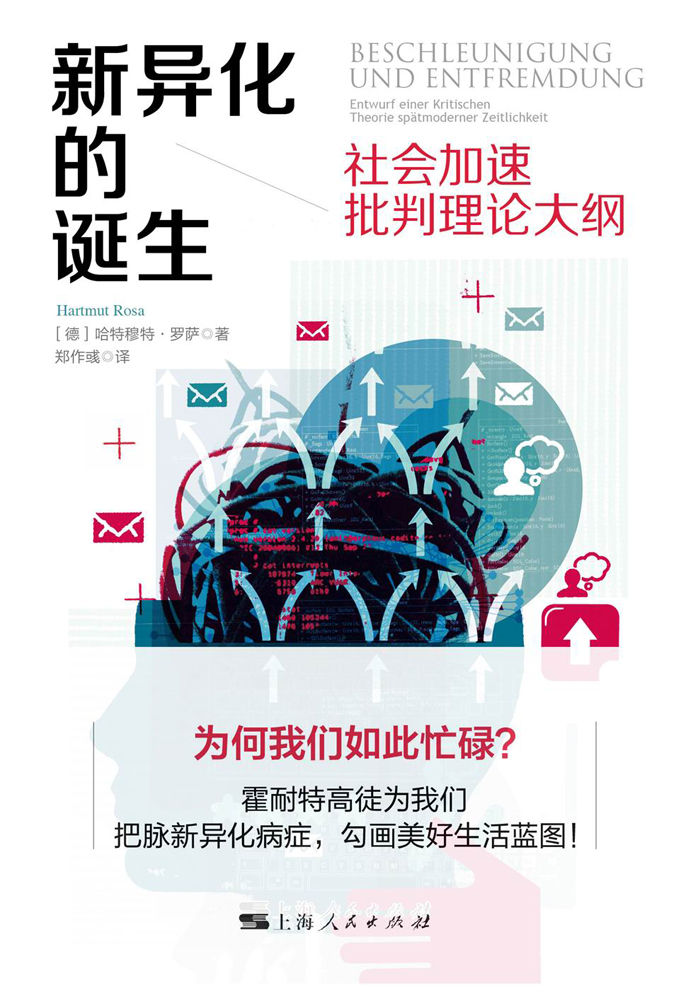 新异化
的
诞生
BESCHLEUNIGUNG
UND ENTFREMDUNG
Entwurf einer Kritischen
Theorie spätmoderner Zeitlichkeit
社会加速
批判理论大纲
Hartmut Rosa
［德］哈特穆特·罗萨◎著
郑作彧◎译
为何我们如此忙碌？
霍耐特高徒为我们
把脉新异化病症，勾画美好生活蓝图！
上海人民出版社